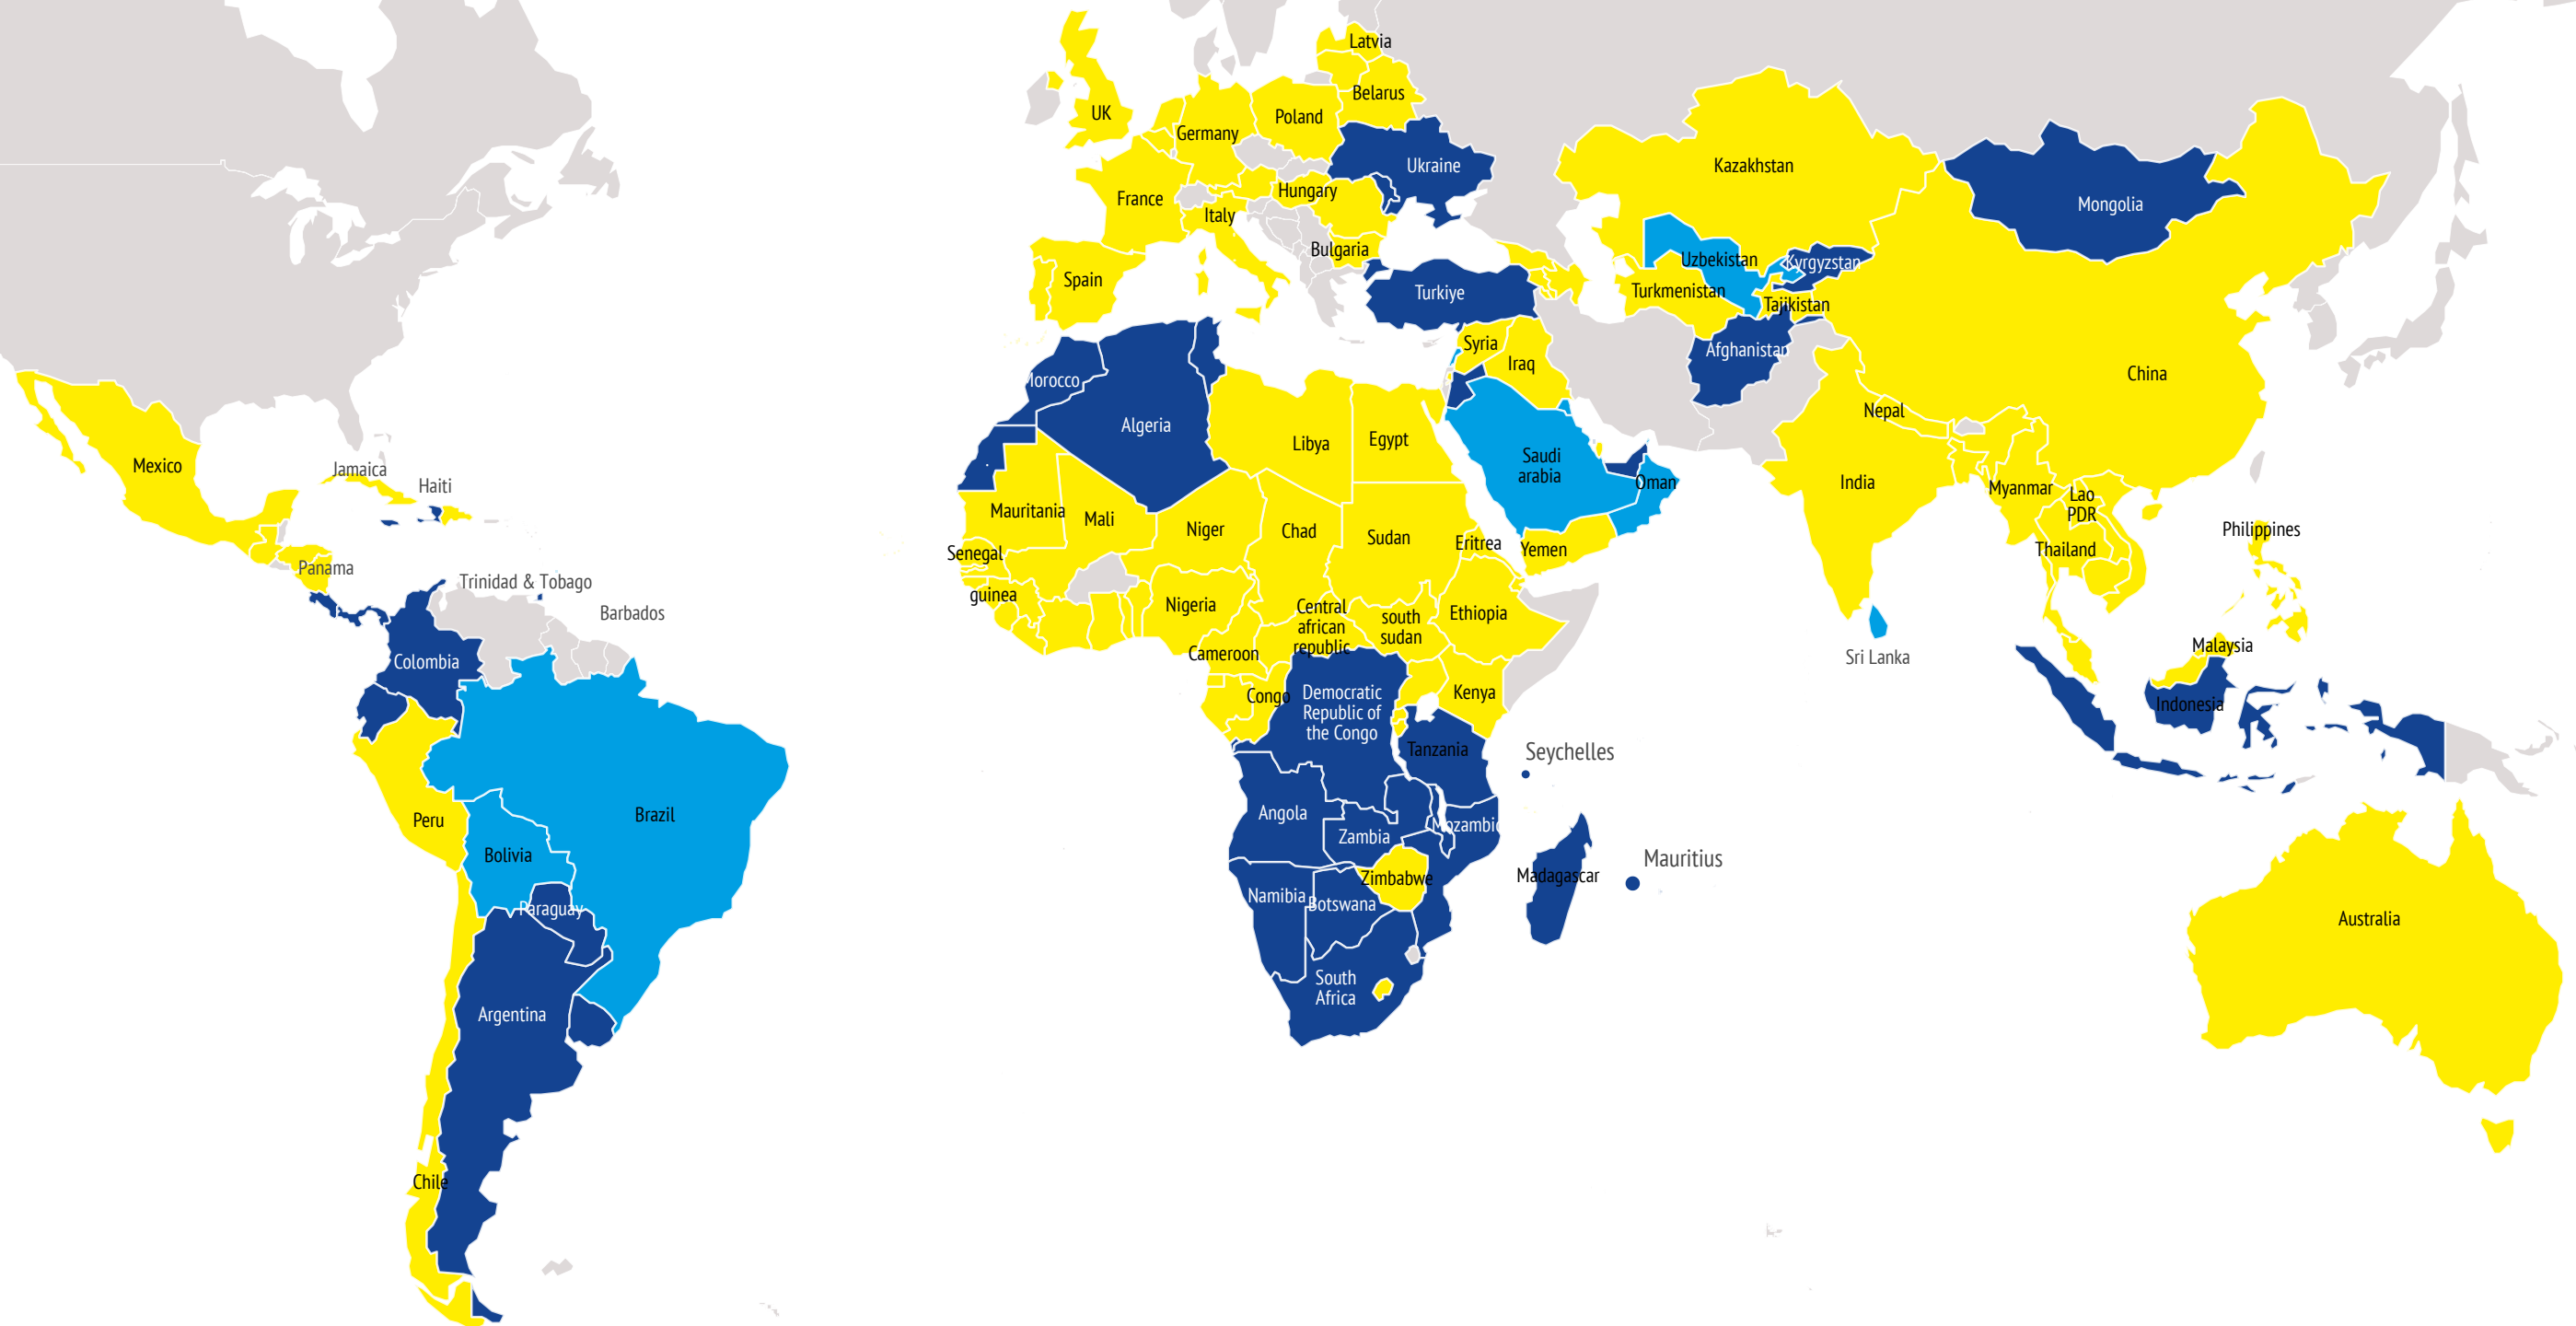 Latvia
Belarus
UK
Poland
Germany
Ukraine
Kazakhstan
Hungary
France
Italy
Mongolia
Bulgaria
Uzbekistan
Kyrgyzstan
Spain
Turkiye
Turkmenistan
Tajikistan
Syria
Afghanistan
Iraq
China
Morocco
Nepal
Algeria
Libya
Egypt
Saudi
arabia
Mexico
Jamaica
Haiti
Oman
India
Myanmar
Lao
PDR
Mauritania
Mali
Niger
Chad
Sudan
Eritrea
Yemen
Thailand
Philippines
Senegal
Panama
Trinidad & Tobago
Barbados
guinea
Nigeria
Central
african
republic
south
sudan
Ethiopia
Cameroon
Colombia
Sri Lanka
Malaysia
Congo
Democratic
Republic of
the Congo
Kenya
Indonesia
Tanzania
Seychelles
Peru
Brazil
Angola
Zambia
Mozambic
Bolivia
Zimbabwe
Madagascar
Mauritius
Paraguay
Namibia
Botswana
Australia
South
Africa
Argentina
Chile